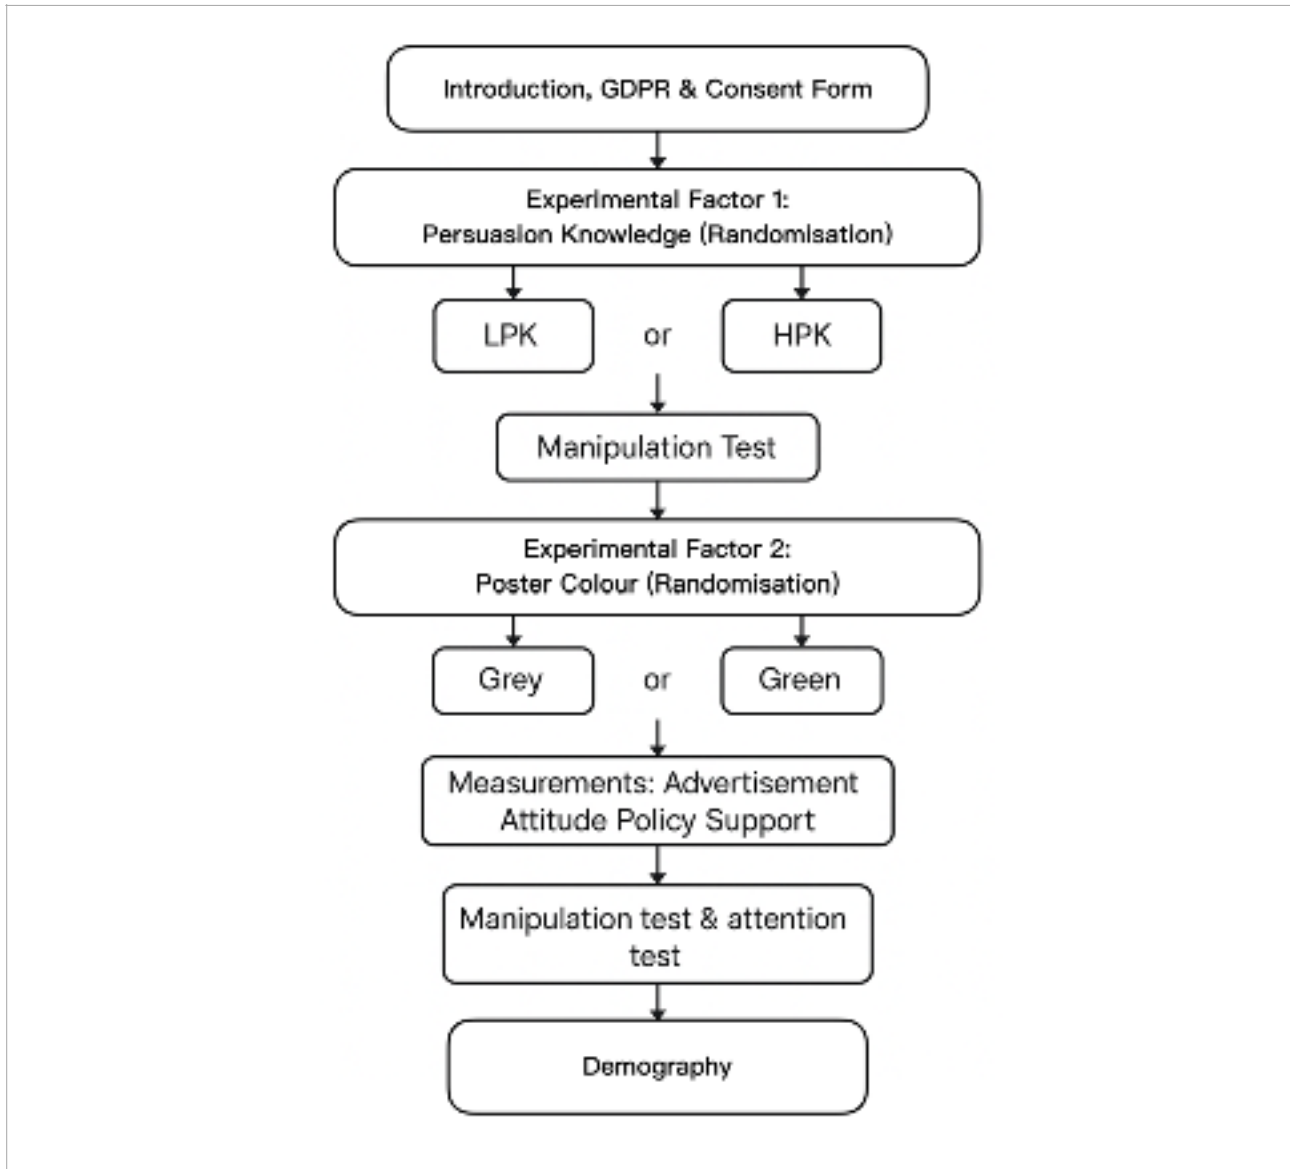 Introduction, GDPR & Consent Form
Experimental Factor 1:
Persuasion Knowledge (Randomisation)
LPK or HPK
Manipulation Test
Experimental Factor 2:
Poster Colour (Randomisation)
Grey or Green
Measurements: Advertisement
Attitude Policy Support
Manipulation test & attention
test
Demography